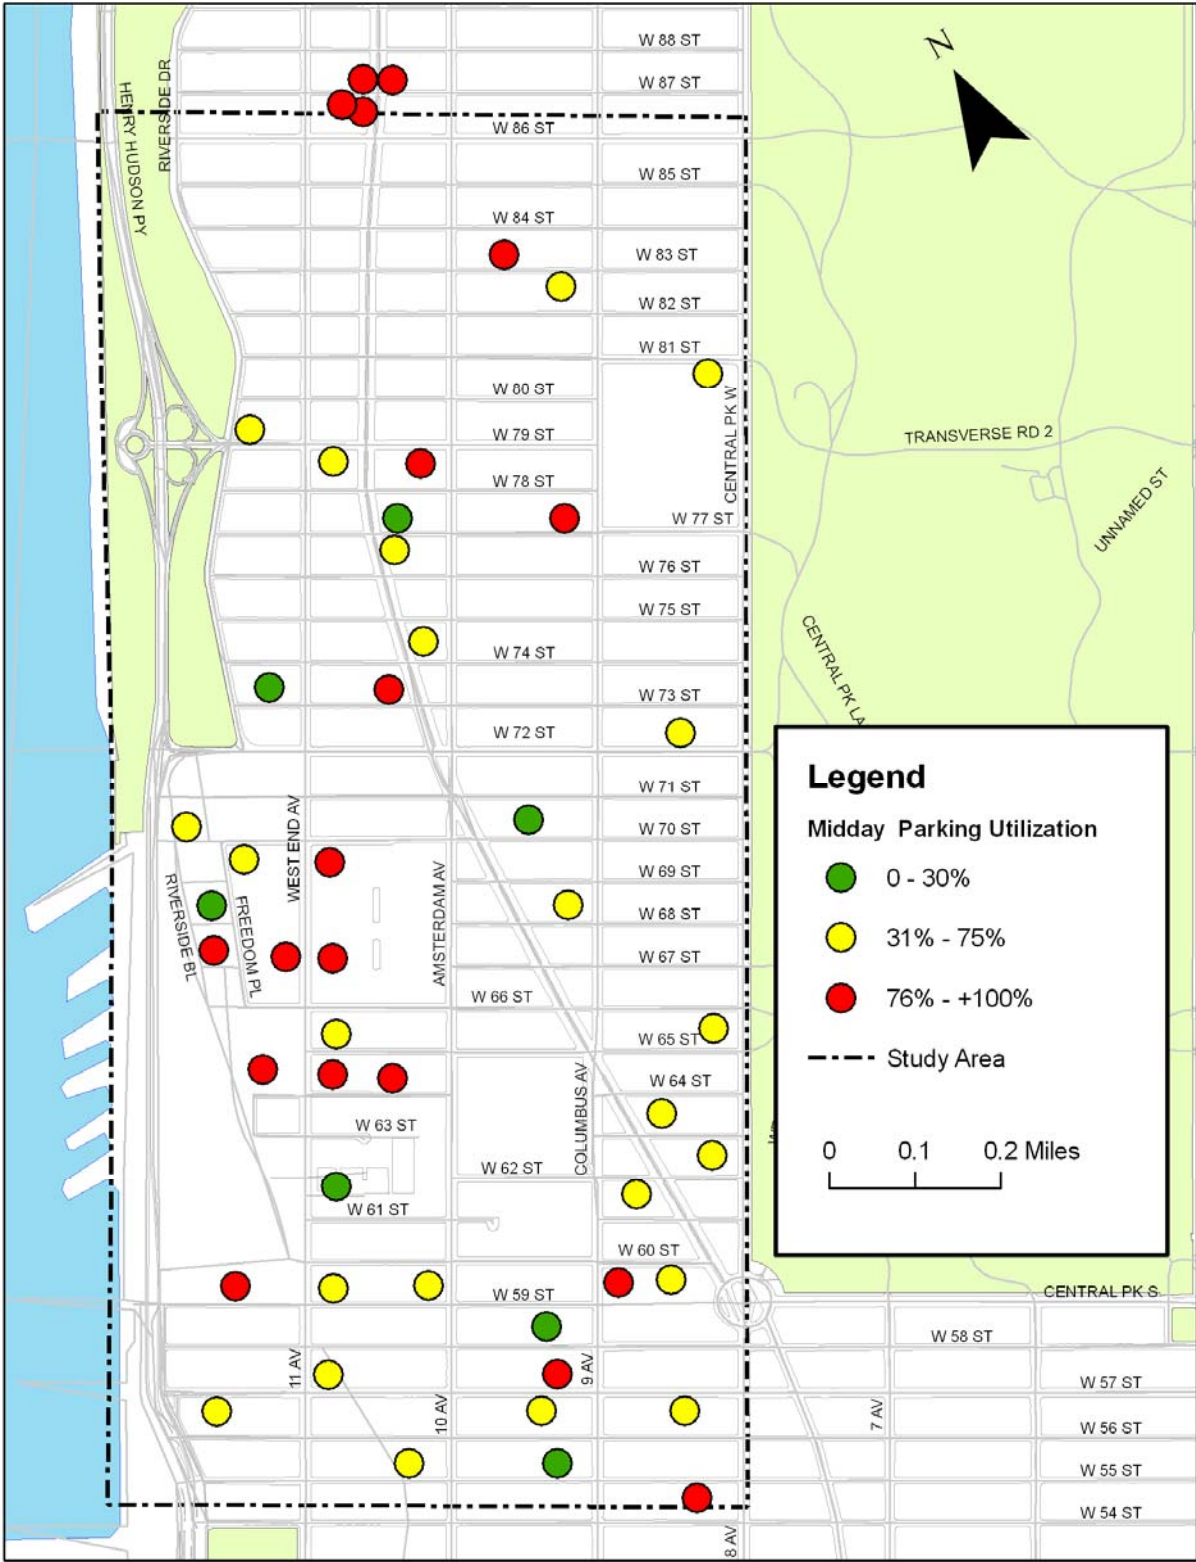 W 88 ST
N
W 87 ST
HENRY HUDSON PY
RIVERSIDE DR
W 86 ST
W 85 ST
W 84 ST
W 83 ST
W 82 ST
W 81 ST
W 80 ST
CENTRAL PK W
W 79 ST
TRANSVERSE RD 2
W 78 ST
UNNAMED ST
W 77 ST
W 76 ST
W 75 ST
W 74 ST
CENTRAL PK LA
W 73 ST
W 72 ST
W 71 ST
WEST END AV
W 70 ST
AMSTERDAM AV
W 69 ST
RIVERSIDE BL
FREEDOM PL
W 68 ST
W 67 ST
W 66 ST
W 65 ST
COLUMBUS AV
W 64 ST
W 63 ST
W 62 ST
W 61 ST
W 60 ST
W 59 ST
CENTRAL PK S
W 58 ST
11 AV
9 AV
W 57 ST
10 AV
7 AV
W 56 ST
W 55 ST
W 54 ST
8 AV
Legend
Midday Parking Utilization
0 - 30%
31% - 75%
76% - +100%
Study Area
0 0.1 0.2 Miles